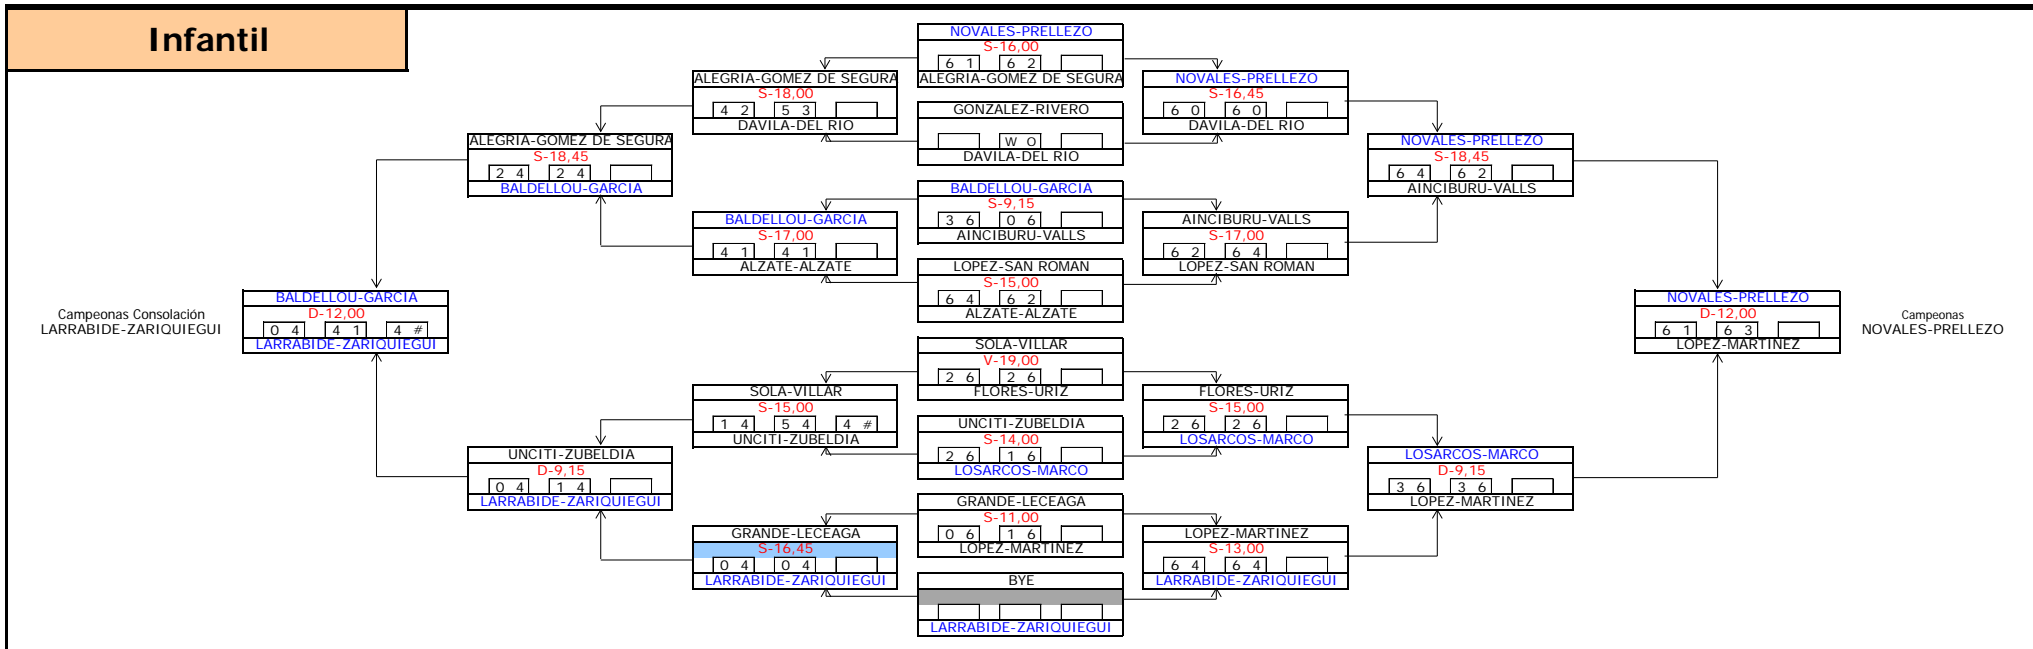 Infantil
NOVALES-PRELLEZO
S-16,00
6 1 6 2
ALEGRIA-GOMEZ DE SEGURA
GONZALEZ-RIVERO
W O
DAVILA-DEL RIO
BALDELLOU-GARCIA
S-9,15
3 6 0 6
AINCIBURU-VALLS
LOPEZ-SAN ROMAN
S-15,00
6 4 6 2
ALZATE-ALZATE
SOLA-VILLAR
V-19,00
2 6 2 6
FLORES-URIZ
UNCITI-ZUBELDIA
S-14,00
2 6 1 6
LOSARCOS-MARCO
GRANDE-LECEAGA
S-11,00
0 6 1 6
LOPEZ-MARTINEZ
BYE
LARRABIDE-ZARIQUIEGUI
ALEGRIA-GOMEZ DE SEGURA
S-18,00
4 2 5 3
DAVILA-DEL RIO
BALDELLOU-GARCIA
S-17,00
4 1 4 1
ALZATE-ALZATE
SOLA-VILLAR
S-15,00
1 4 5 4 4 #
UNCITI-ZUBELDIA
GRANDE-LECEAGA
S-16,45
0 4 0 4
LARRABIDE-ZARIQUIEGUI
ALEGRIA-GOMEZ DE SEGURA
S-18,45
2 4 2 4
BALDELLOU-GARCIA
UNCITI-ZUBELDIA
D-9,15
0 4 1 4
LARRABIDE-ZARIQUIEGUI
BALDELLOU-GARCIA
D-12,00
0 4 4 1 4 #
LARRABIDE-ZARIQUIEGUI
Campeonas Consolación
LARRABIDE-ZARIQUIEGUI
NOVALES-PRELLEZO
S-16,45
6 0 6 0
DAVILA-DEL RIO
AINCIBURU-VALLS
S-17,00
6 2 6 4
LOPEZ-SAN ROMAN
FLORES-URIZ
S-15,00
2 6 2 6
LOSARCOS-MARCO
LOPEZ-MARTINEZ
S-13,00
6 4 6 4
LARRABIDE-ZARIQUIEGUI
NOVALES-PRELLEZO
S-18,45
6 4 6 2
AINCIBURU-VALLS
LOSARCOS-MARCO
D-9,15
3 6 3 6
LOPEZ-MARTINEZ
NOVALES-PRELLEZO
D-12,00
6 1 6 3
LOPEZ-MARTINEZ
Campeonas
NOVALES-PRELLEZO